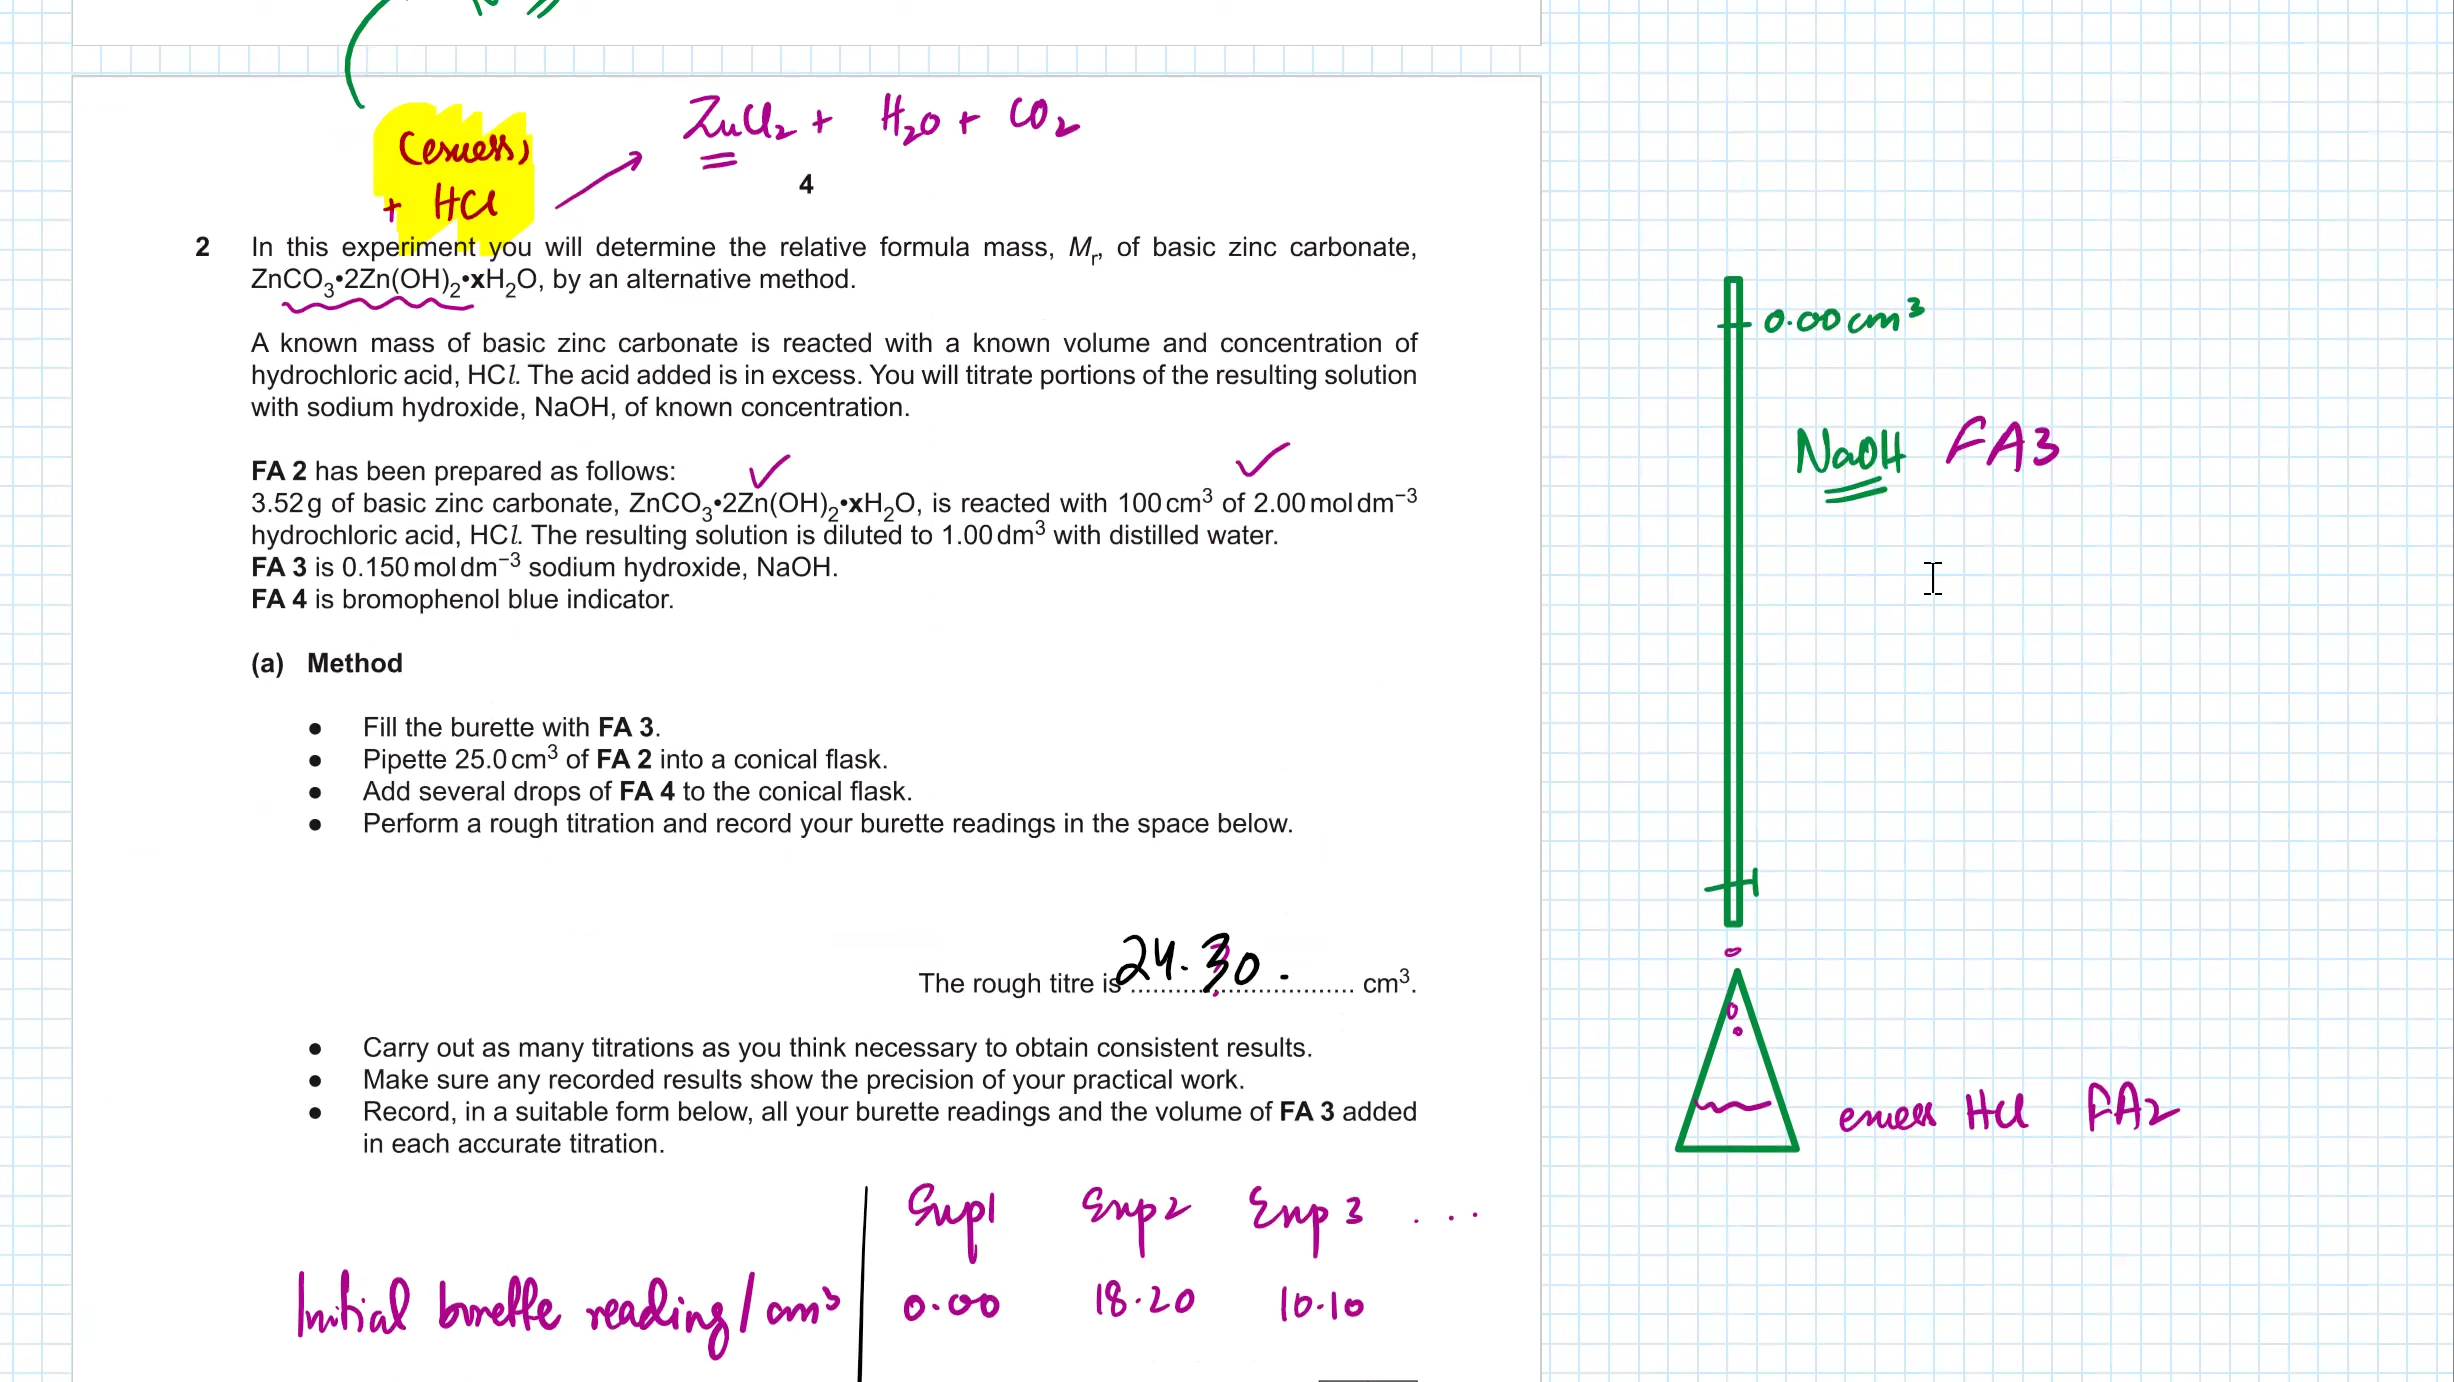 ZnCl₂ + H₂O + CO₂
(excess)
+ HCl
4
2 In this experiment you will determine the relative formula mass, Mᵣ, of basic zinc carbonate,
ZnCO₃•2Zn(OH)₂•xH₂O, by an alternative method.
A known mass of basic zinc carbonate is reacted with a known volume and concentration of
hydrochloric acid, HCl. The acid added is in excess. You will titrate portions of the resulting solution
with sodium hydroxide, NaOH, of known concentration.
FA 2 has been prepared as follows:
3.52 g of basic zinc carbonate, ZnCO₃•2Zn(OH)₂•xH₂O, is reacted with 100 cm³ of 2.00 mol dm⁻³
hydrochloric acid, HCl. The resulting solution is diluted to 1.00 dm³ with distilled water.
FA 3 is 0.150 mol dm⁻³ sodium hydroxide, NaOH.
FA 4 is bromophenol blue indicator.
(a) Method
● Fill the burette with FA 3.
● Pipette 25.0 cm³ of FA 2 into a conical flask.
● Add several drops of FA 4 to the conical flask.
● Perform a rough titration and record your burette readings in the space below.
The rough titre is 24.30 cm³.
● Carry out as many titrations as you think necessary to obtain consistent results.
● Make sure any recorded results show the precision of your practical work.
● Record, in a suitable form below, all your burette readings and the volume of FA 3 added
in each accurate titration.
Exp1 Exp2 Exp3 ...
Initial burette reading/cm³ 0.00 18.20 10.10
0.00 cm³
NaOH FA3
excess HCl FA2